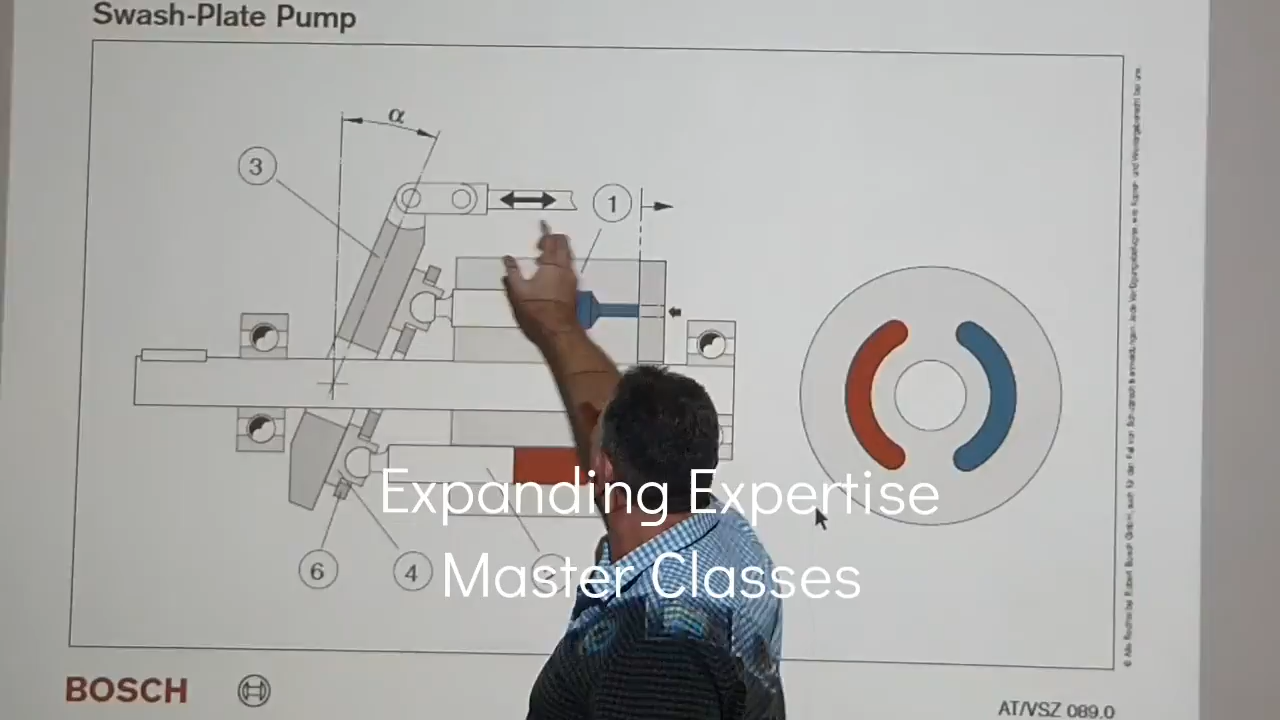 Swash-Plate Pump
α
3
1
Expanding Expertise
6
4
Master Classes
BOSCH
AT/VSZ 089.0